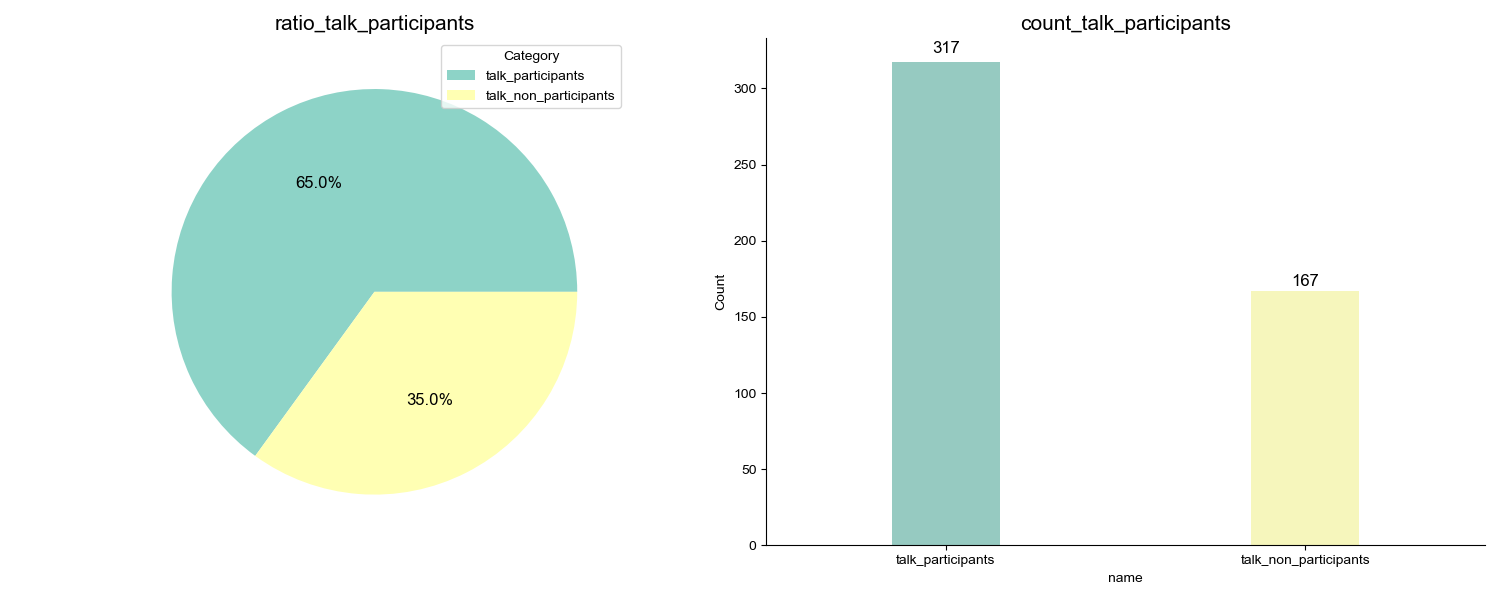 ratio_talk_participants
Category
talk_participants
talk_non_participants
65.0%
35.0%
count_talk_participants
317
167
300
250
200
150
100
50
0
Count
talk_participants
talk_non_participants
name